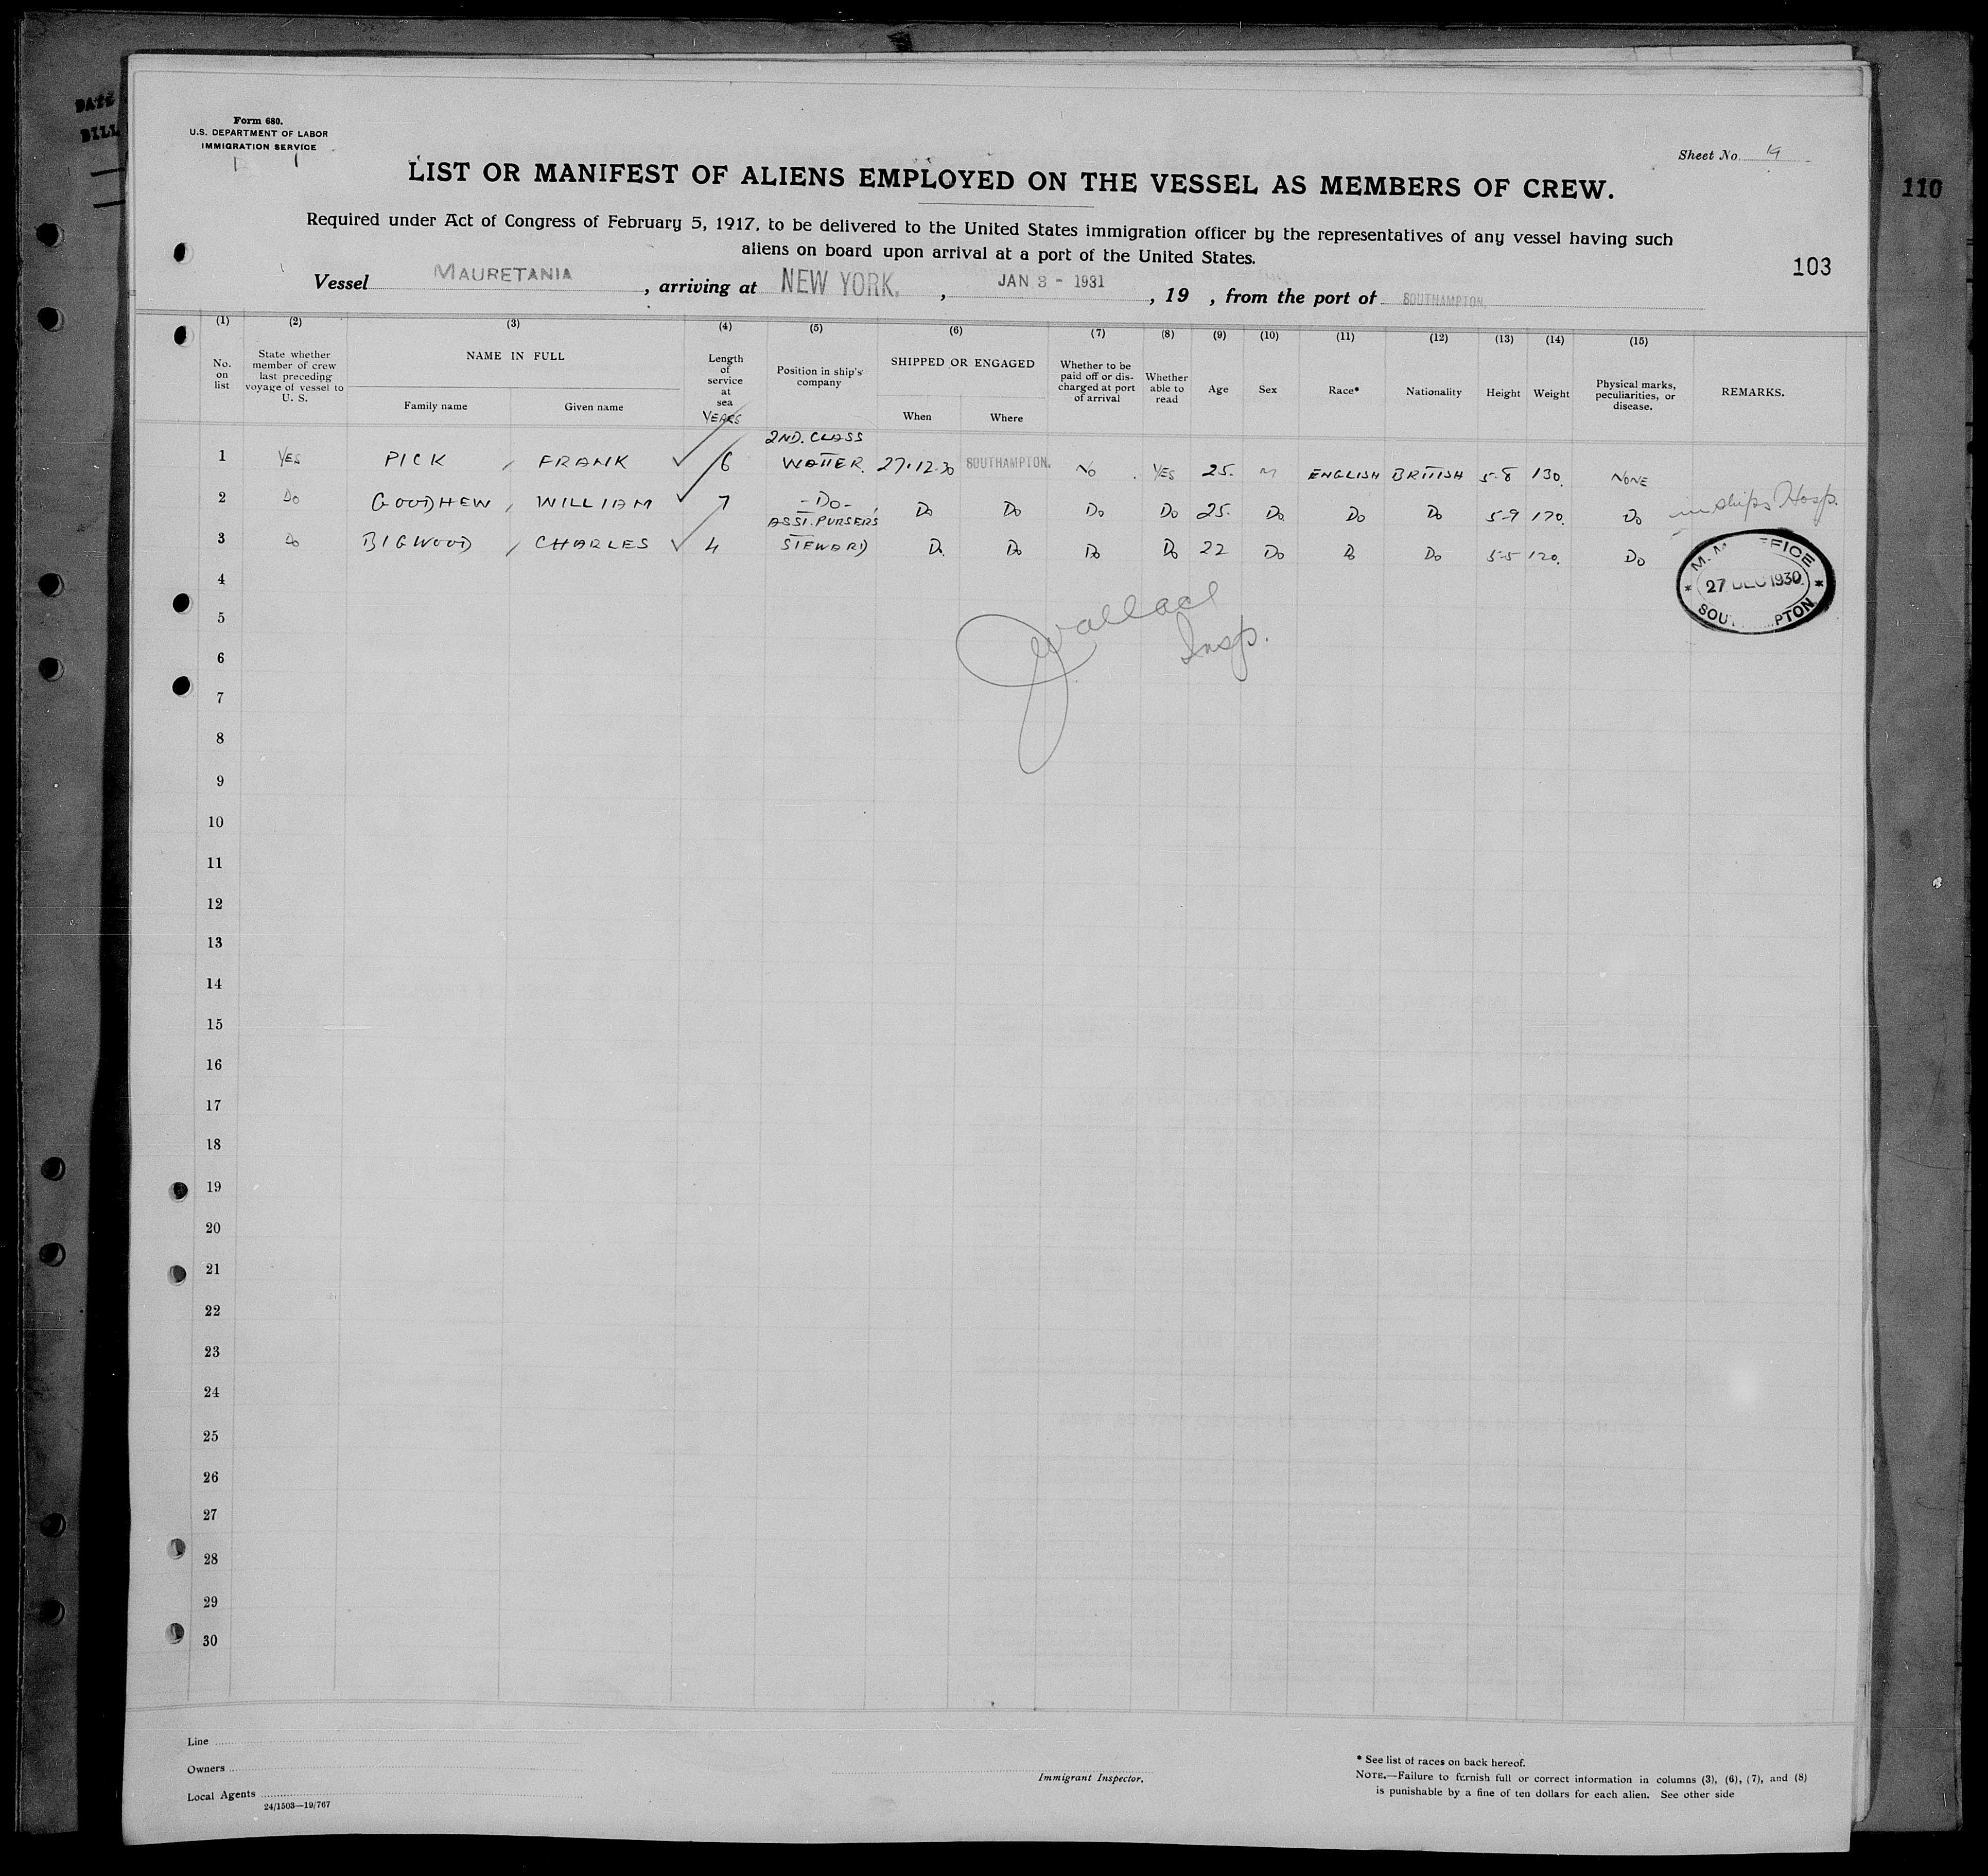 DATE
BILL
110
Form 680.
U.S. DEPARTMENT OF LABOR
IMMIGRATION SERVICE
Sheet No. 19
LIST OR MANIFEST OF ALIENS EMPLOYED ON THE VESSEL AS MEMBERS OF CREW.
Required under Act of Congress of February 5, 1917, to be delivered to the United States immigration officer by the representatives of any vessel having such
aliens on board upon arrival at a port of the United States.
103
Vessel MAURETANIA, arriving at NEW YORK., JAN 3 - 1931, 19 , from the port of SOUTHAMPTON.
(1) (2) (3) (4) (5) (6) (7) (8) (9) (10) (11) (12) (13) (14) (15)
No. on list
State whether member of crew last preceding voyage of vessel to U. S.
NAME IN FULL
Family name
Given name
Length of service at sea
YEARS
Position in ship's company
SHIPPED OR ENGAGED
When
Where
Whether to be paid off or discharged at port of arrival
Whether able to read
Age
Sex
Race*
Nationality
Height
Weight
Physical marks, peculiarities, or disease.
REMARKS.
1 YES PICK , FRANK 6 2ND. CLASS WAITER. 27.12.30 SOUTHAMPTON. NO . YES 25. M ENGLISH BRITISH 5-8 130. NONE
2 DO GOODHEW , WILLIAM 7 -DO- DO DO DO DO 25. DO DO DO 5-9 170. DO in ships Hosp.
3 DO BIGWOOD , CHARLES 4 ASST. PURSERS STEWARD DO DO DO DO 22 DO DO DO 5-5 120. DO
27 DEC 1930
4
5
6
7
8
9
10
11
12
13
14
15
16
17
18
19
20
21
22
23
24
25
26
27
28
29
30
JWallace
Insp.
Line
Owners
Local Agents
24/1503—19/767
Immigrant Inspector.
* See list of races on back hereof.
NOTE.—Failure to furnish full or correct information in columns (3), (6), (7), and (8)
is punishable by a fine of ten dollars for each alien. See other side